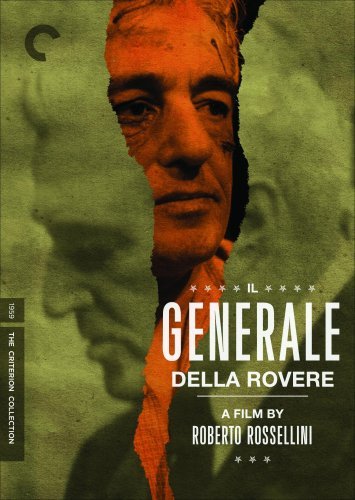 IL
GENERALE
DELLA ROVERE
A FILM BY
ROBERTO ROSSELLINI
1959
THE CRITERION COLLECTION